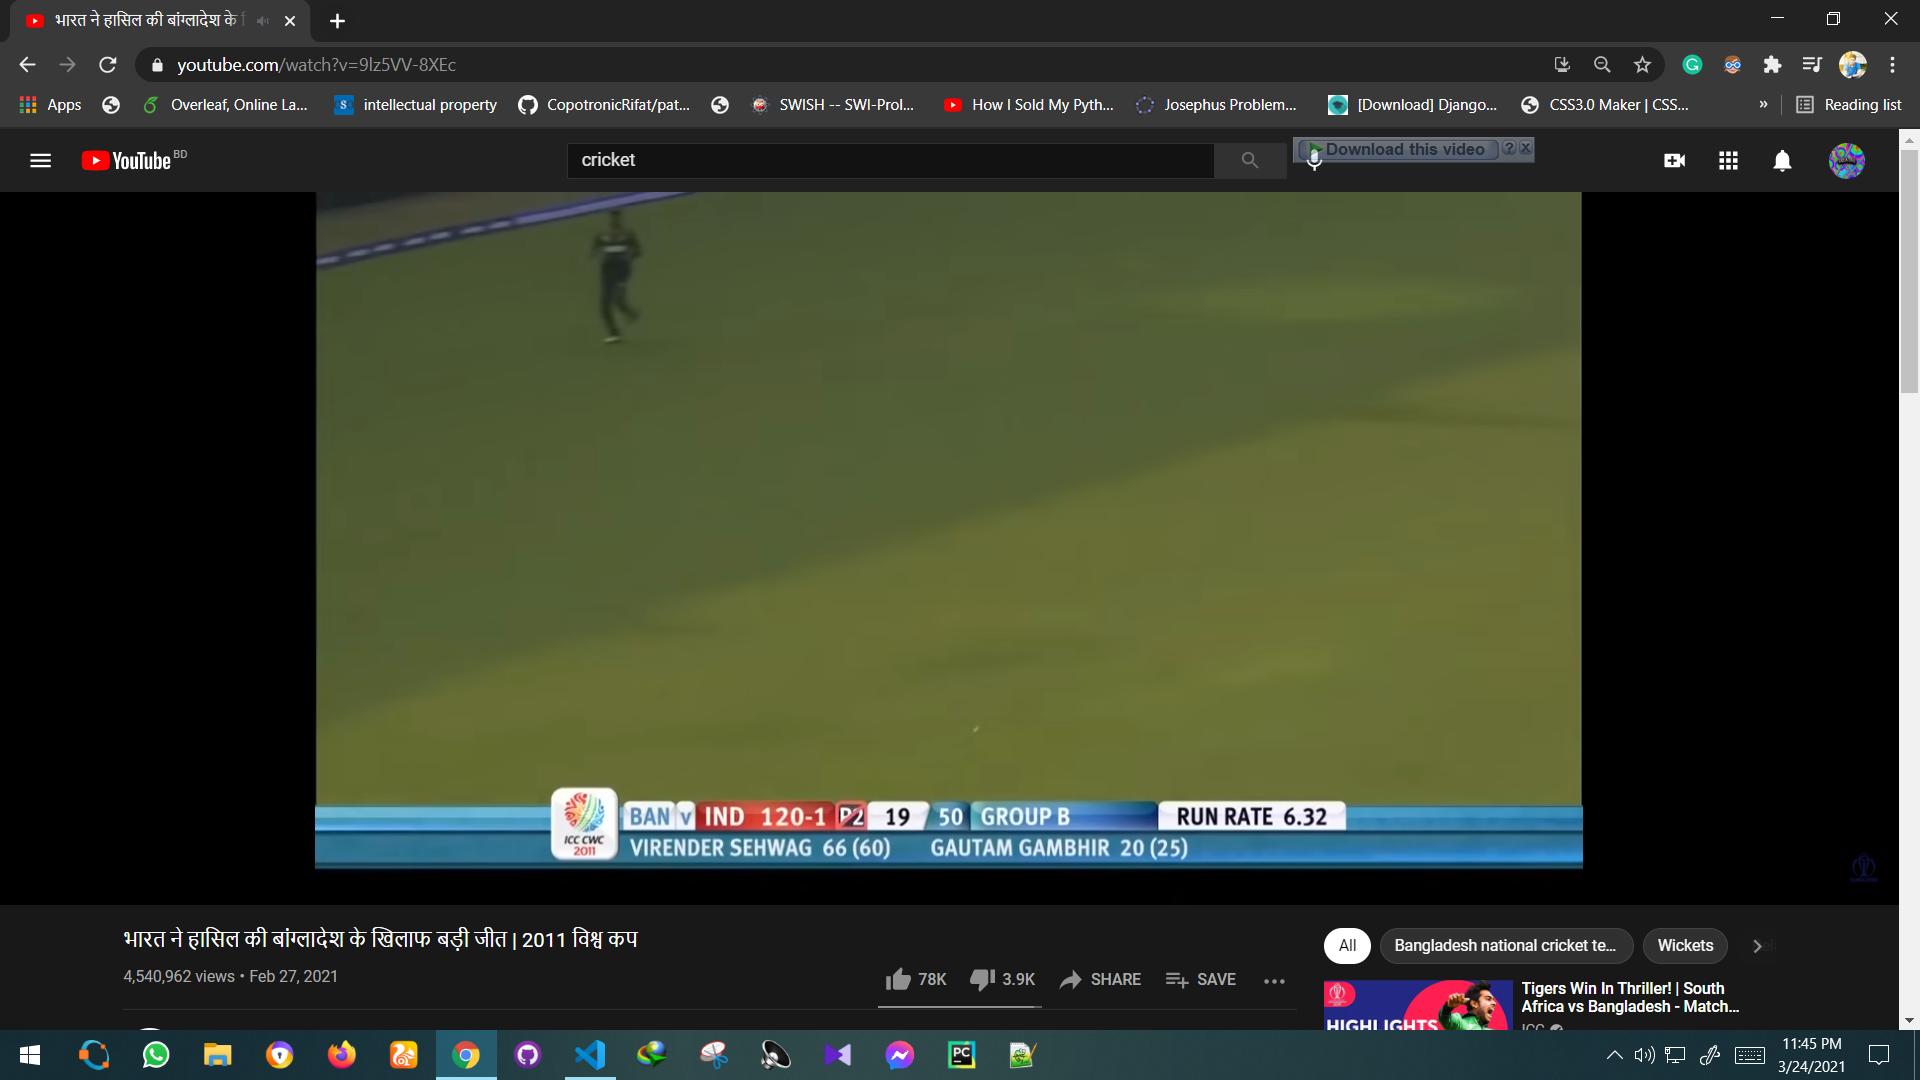 भारत ने हासिल की बांग्लादेश के
youtube.com/watch?v=9lz5VV-8XEc
Apps Overleaf, Online La... intellectual property CopotronicRifat/pat... SWISH -- SWI-Prol... How I Sold My Pyth... Josephus Problem... [Download] Django... CSS3.0 Maker | CSS... » Reading list
YouTube BD cricket Download this video
BAN v IND 120-1 P2 19 50 GROUP B RUN RATE 6.32
ICC CWC 2011
VIRENDER SEHWAG 66 (60) GAUTAM GAMBHIR 20 (25)
भारत ने हासिल की बांग्लादेश के खिलाफ बड़ी जीत | 2011 विश्व कप
4,540,962 views • Feb 27, 2021
78K 3.9K SHARE SAVE
All Bangladesh national cricket te... Wickets
Tigers Win In Thriller! | South
Africa vs Bangladesh - Match...
ICC
HIGHLIGHTS
11:45 PM
3/24/2021